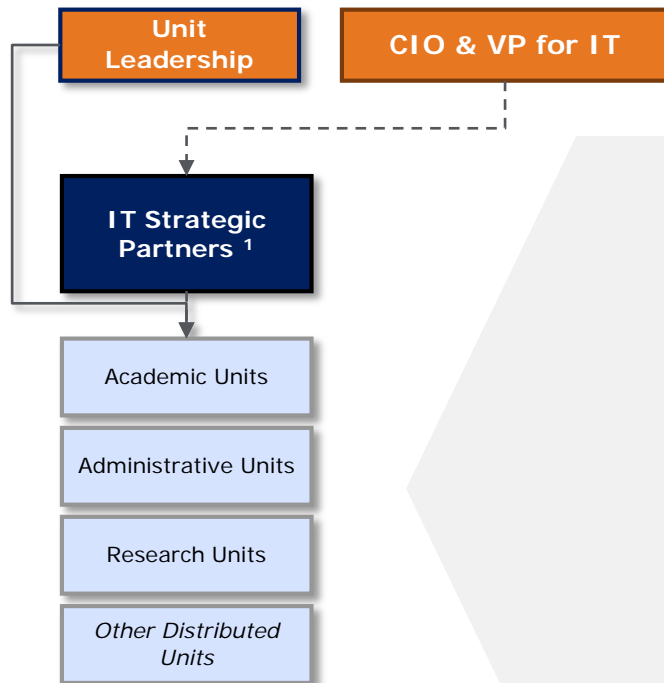 Unit
Leadership
CIO & VP for IT
IT Strategic
Partners ¹
Academic Units
Administrative Units
Research Units
Other Distributed
Units